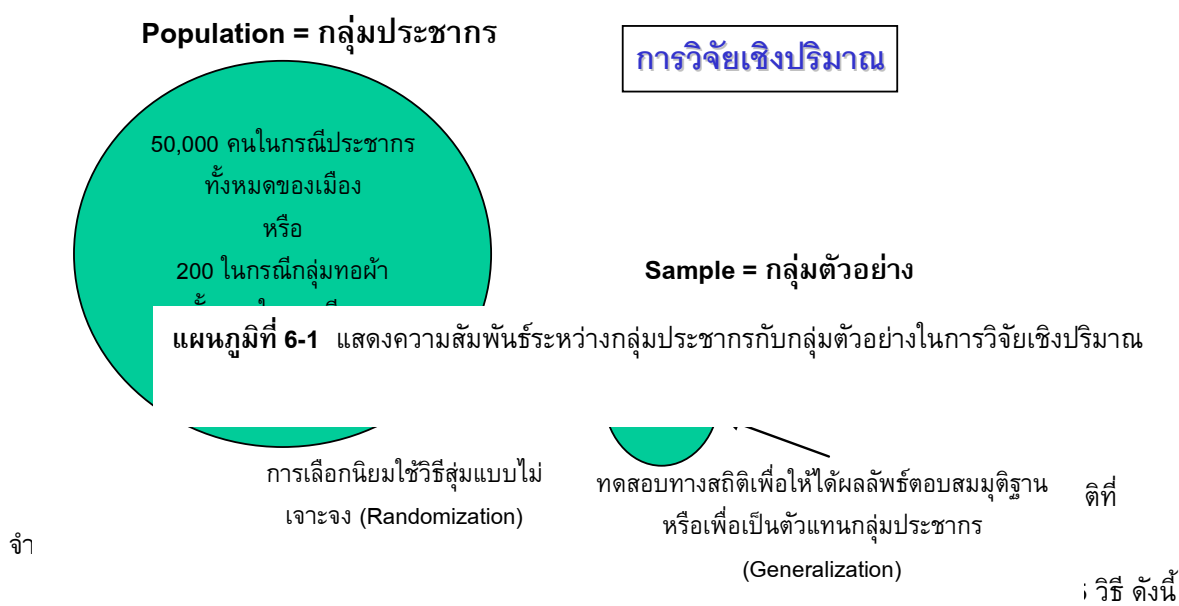 Population = กลุ่มประชากร
การวิจัยเชิงปริมาณ
50,000 คนในกรณีประชากร
ทั้งหมดของเมือง
หรือ
200 ในกรณีกลุ่มทอผ้า
Sample = กลุ่มตัวอย่าง
แผนภูมิที่ 6-1 แสดงความสัมพันธ์ระหว่างกลุ่มประชากรกับกลุ่มตัวอย่างในการวิจัยเชิงปริมาณ
การเลือกนิยมใช้วิธีสุ่มแบบไม่
เจาะจง (Randomization)
ทดสอบทางสถิติเพื่อให้ได้ผลลัพธ์ตอบสมมุติฐาน
หรือเพื่อเป็นตัวแทนกลุ่มประชากร
(Generalization)
ติที่
จำ
วิธี ดังนี้